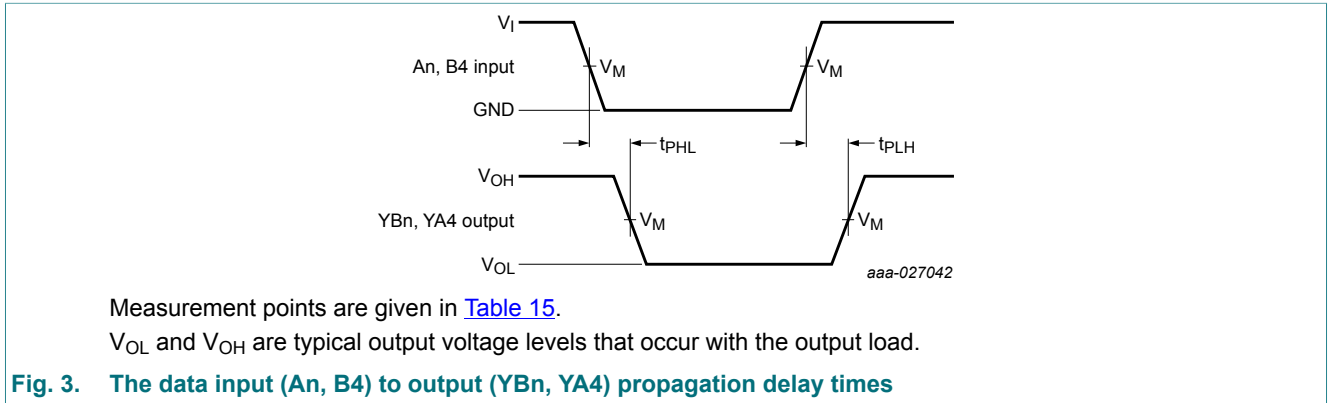 VI
An, B4 input
VM
VM
GND
tPHL
tPLH
VOH
YBn, YA4 output
VM
VM
VOL
aaa-027042
Measurement points are given in Table 15.
VOL and VOH are typical output voltage levels that occur with the output load.
Fig. 3. The data input (An, B4) to output (YBn, YA4) propagation delay times